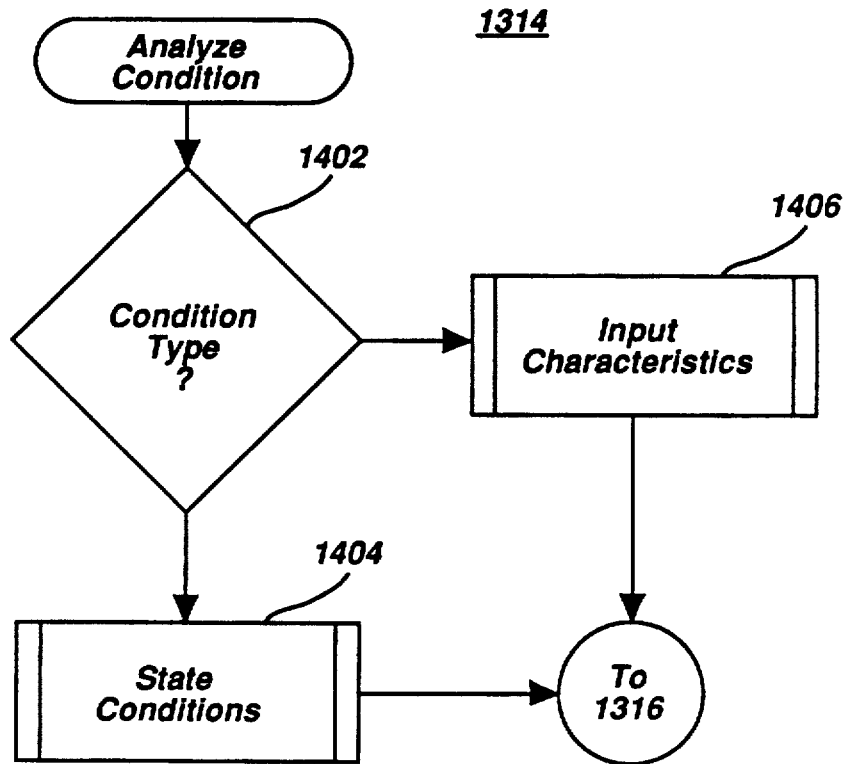 1314
Analyze
Condition
1402
Condition
Type
?
1406
Input
Characteristics
1404
State
Conditions
To
1316